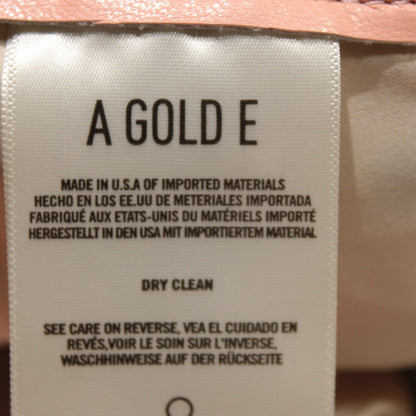 A GOLD E
MADE IN U.S.A OF IMPORTED MATERIALS
HECHO EN LOS EE.UU DE METERIALES IMPORTADA
FABRIQUÉ AUX ETATS-UNIS DU MATÉRIELS IMPORTÉ
HERGESTELLT IN DEN USA MIT IMPORTIERTEM MATERIAL
DRY CLEAN
SEE CARE ON REVERSE, VEA EL CUIDADO EN
REVÉS, VOIR LE SOIN SUR L'INVERSE,
WASCHHINWEISE AUF DER RÜCKSEITE